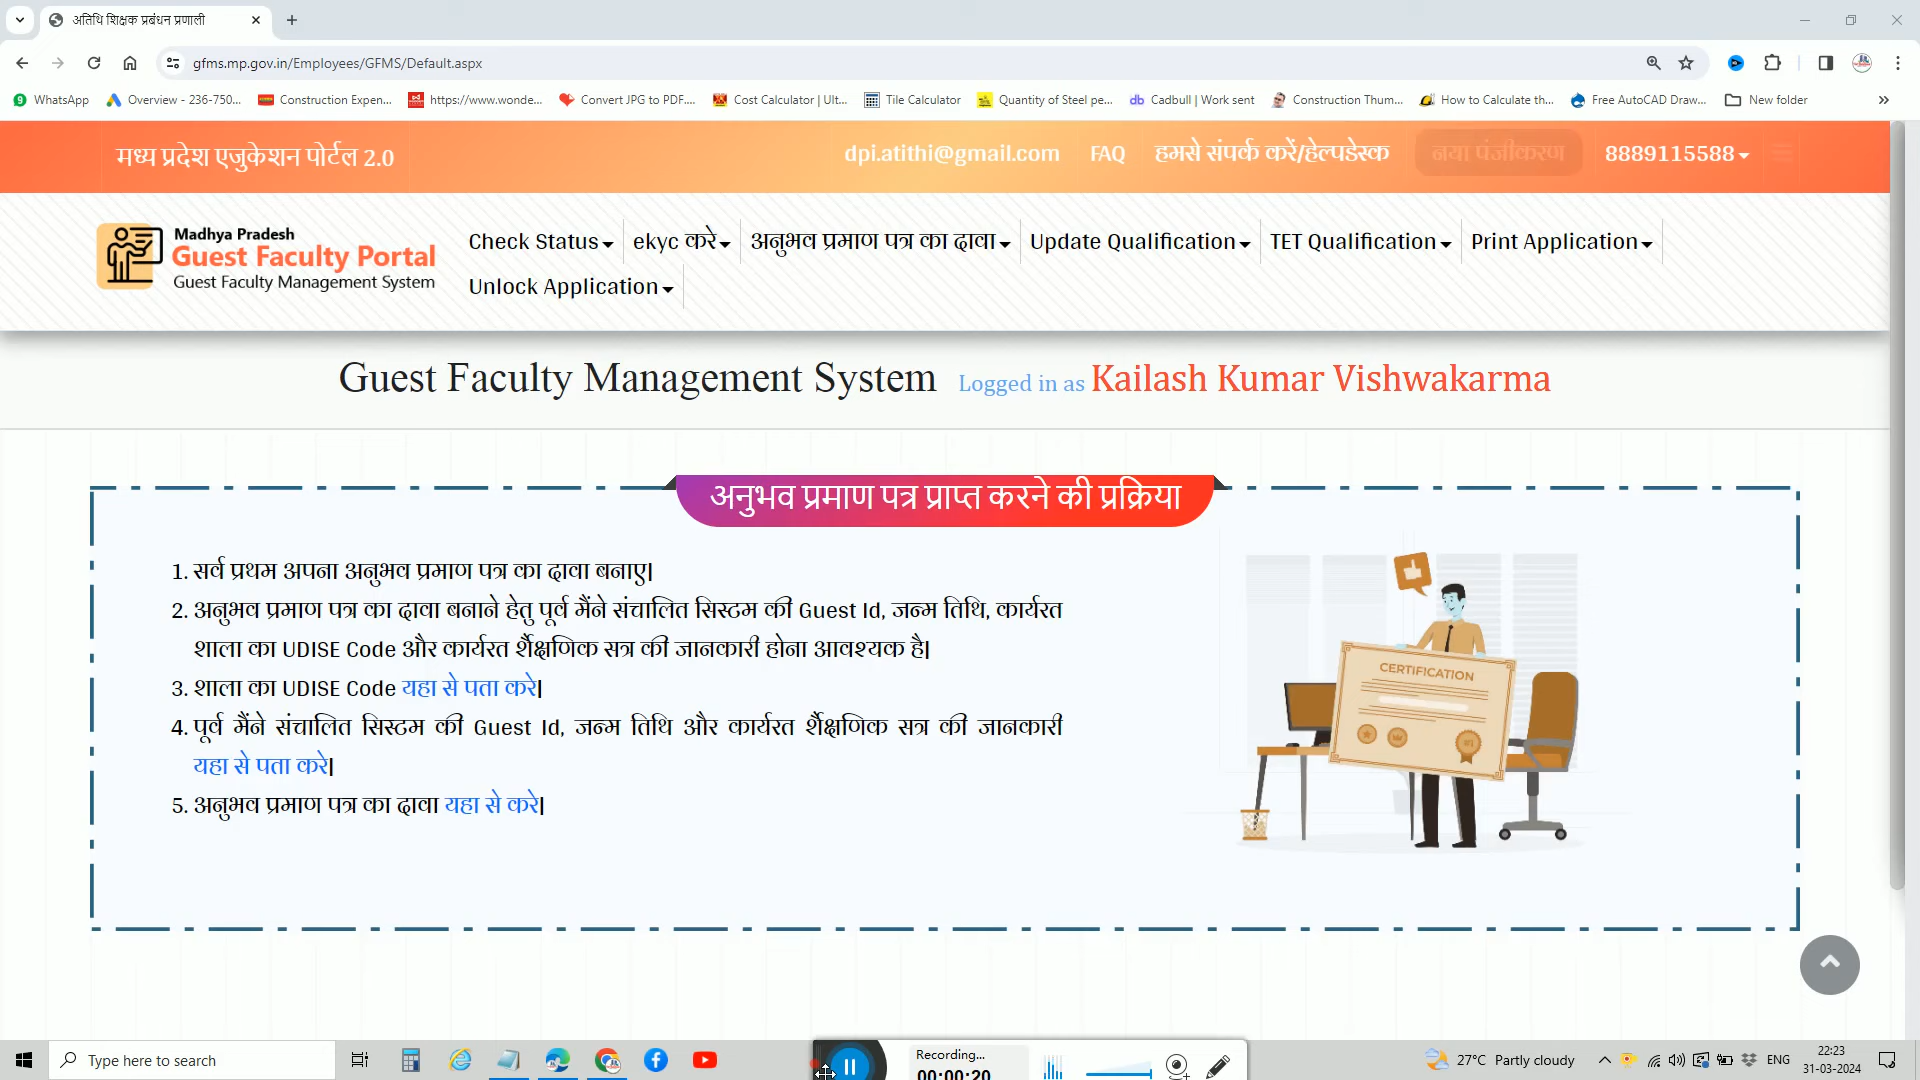 अतिथि शिक्षक प्रबंधन प्रणाली
gfms.mp.gov.in/Employees/GFMS/Default.aspx
WhatsApp
Overview - 236-750...
Construction Expen...
https://www.wonde...
Convert JPG to PDF....
Cost Calculator | Ult...
Tile Calculator
Quantity of Steel pe...
Cadbull | Work sent
Construction Thum...
How to Calculate th...
Free AutoCAD Draw...
New folder
मध्य प्रदेश एजुकेशन पोर्टल 2.0
dpi.atithi@gmail.com
FAQ
हमसे संपर्क करें/हेल्पडेस्क
नया पंजीकरण
8889115588
Madhya Pradesh
Guest Faculty Portal
Guest Faculty Management System
Check Status
ekyc करे
अनुभव प्रमाण पत्र का दावा
Update Qualification
TET Qualification
Print Application
Unlock Application
Guest Faculty Management System Logged in as Kailash Kumar Vishwakarma
अनुभव प्रमाण पत्र प्राप्त करने की प्रक्रिया
1. सर्व प्रथम अपना अनुभव प्रमाण पत्र का दावा बनाए|
2. अनुभव प्रमाण पत्र का दावा बनाने हेतु पूर्व मैंने संचालित सिस्टम की Guest Id, जन्म तिथि, कार्यरत
शाला का UDISE Code और कार्यरत र्शैक्षणिक सत्र की जानकारी होना आवश्यक है|
3. शाला का UDISE Code यहा से पता करे|
4. पूर्व मैंने संचालित सिस्टम की Guest Id, जन्म तिथि और कार्यरत र्शैक्षणिक सत्र की जानकारी
यहा से पता करे|
5. अनुभव प्रमाण पत्र का दावा यहा से करे|
CERTIFICATION
#1
Type here to search
Recording...
00:00:20
27°C Partly cloudy
ENG
22:23
31-03-2024